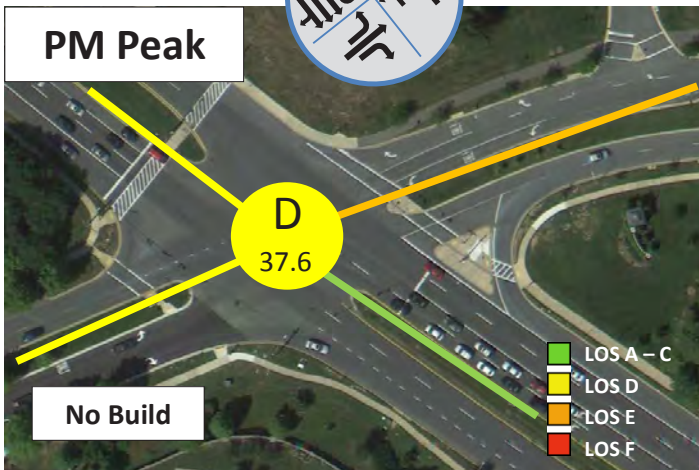 PM Peak
D
37.6
No Build
LOS A – C
LOS D
LOS E
LOS F